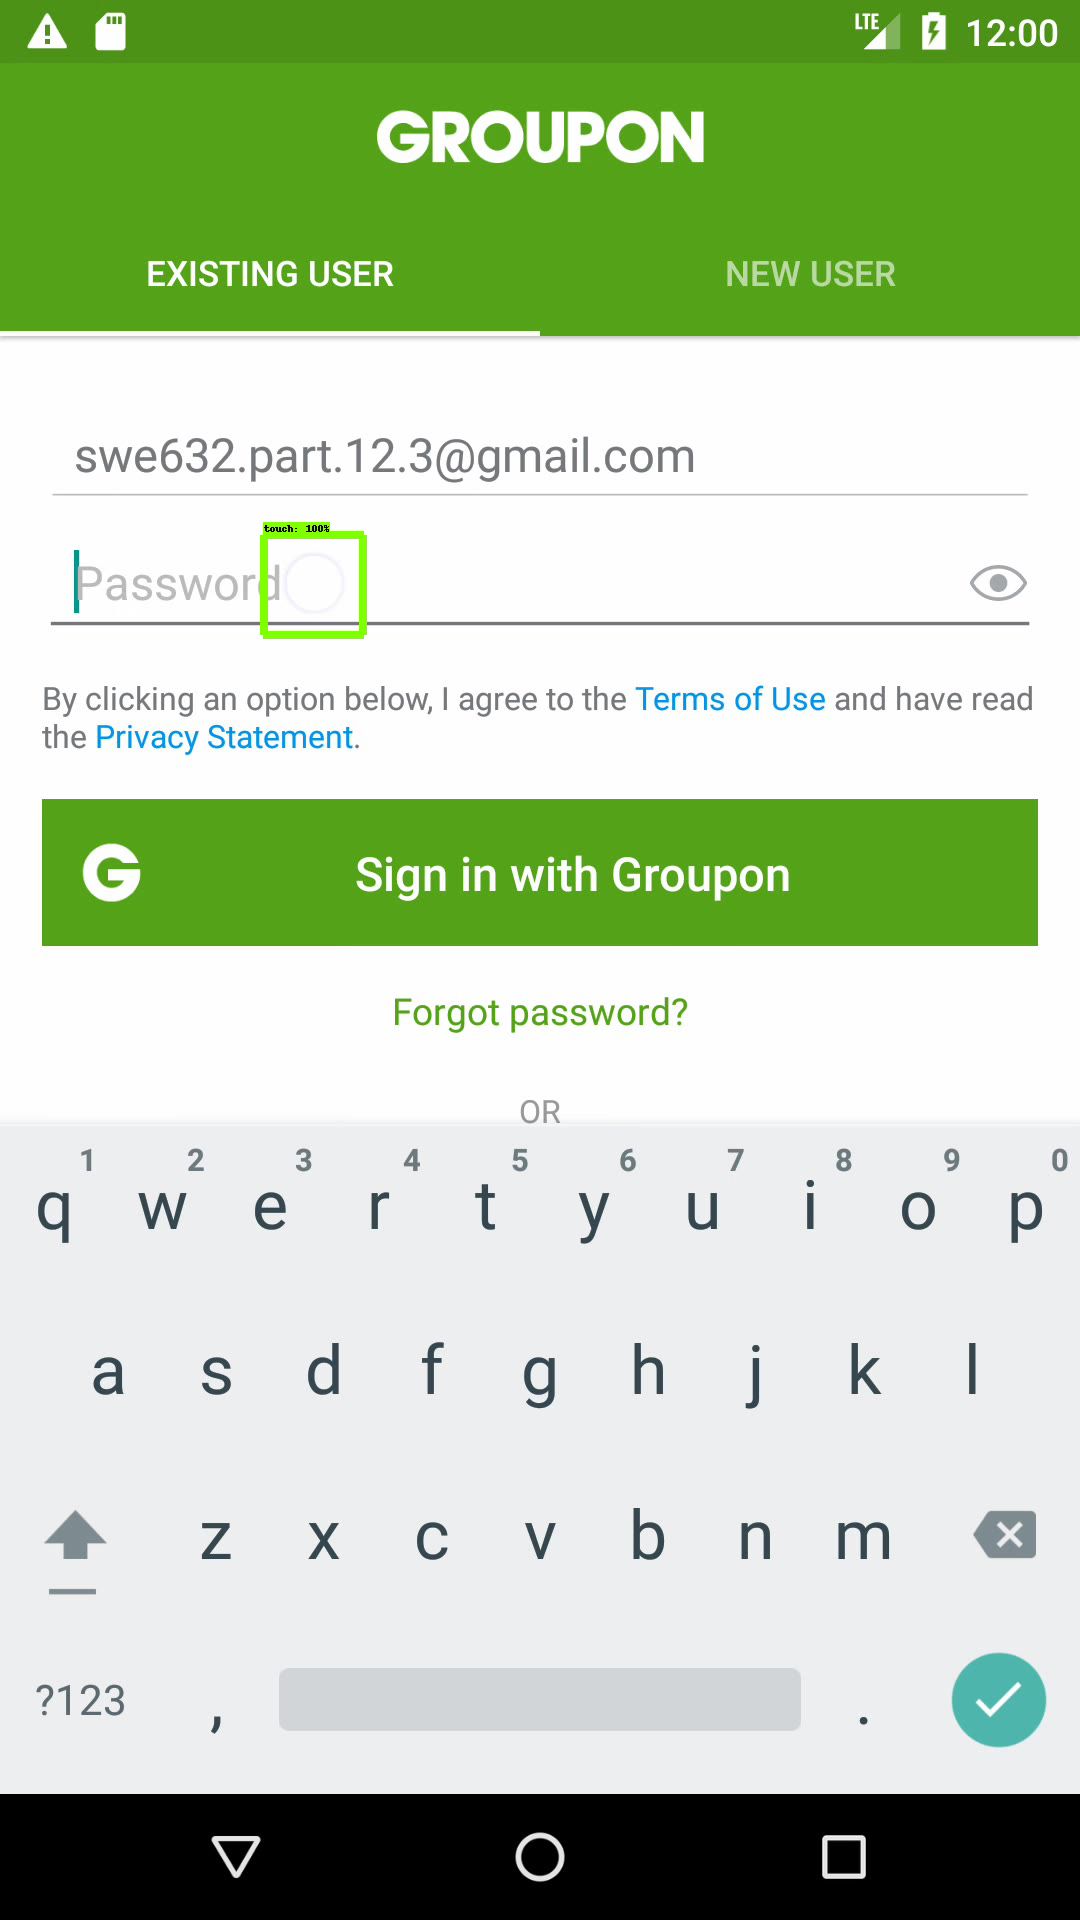 LTE 12:00
GROUPON
EXISTING USER NEW USER
swe632.part.12.3@gmail.com
touch: 100%
Password
By clicking an option below, I agree to the Terms of Use and have read
the Privacy Statement.
G Sign in with Groupon
Forgot password?
OR
1 2 3 4 5 6 7 8 9 0
q w e r t y u i o p
a s d f g h j k l
z x c v b n m
?123 , .